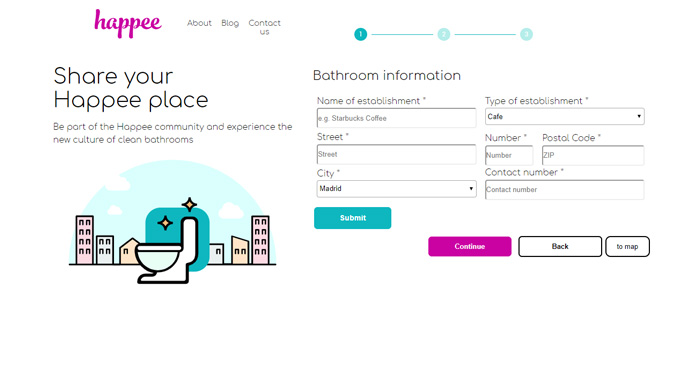 happee
About Blog Contact us
1 2 3
Share your
Happee place
Be part of the Happee community and experience the
new culture of clean bathrooms
Bathroom information
Name of establishment * Type of establishment *
e.g: Starbucks Coffee Cafe
Street * Number * Postal Code *
Street Number ZIP
City * Contact number *
Madrid Contact number
Submit
Continue Back to map